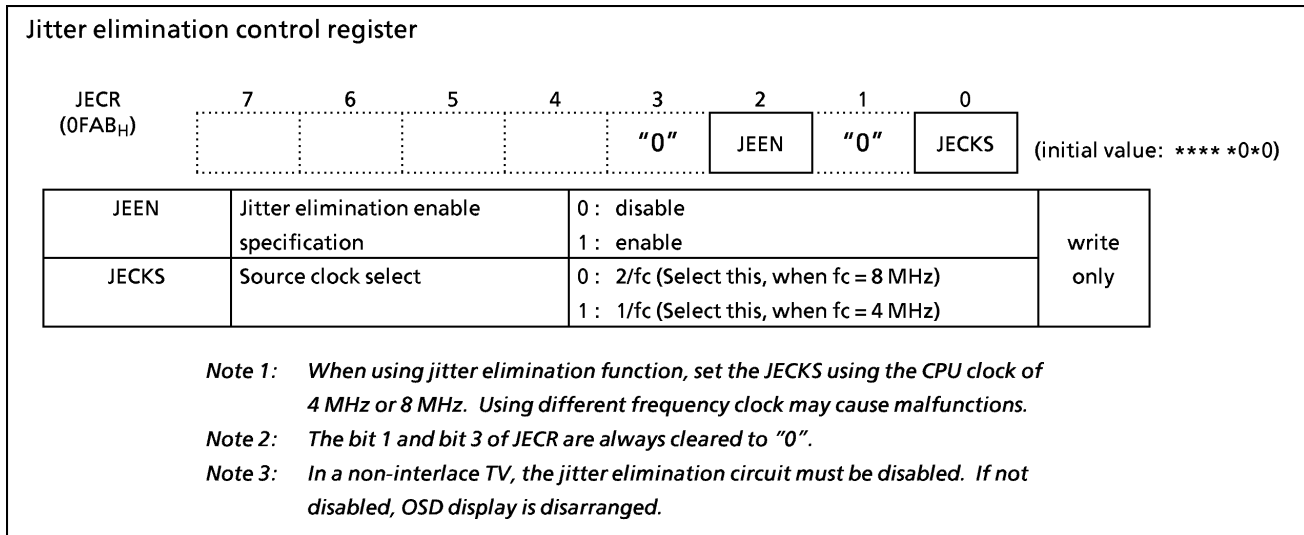 Jitter elimination control register
JECR 7 6 5 4 3 2 1 0
(0FABH) "0" JEEN "0" JECKS (initial value: **** *0*0)
JEEN Jitter elimination enable 0 : disable
specification 1 : enable write
JECKS Source clock select 0 : 2/fc (Select this, when fc = 8 MHz) only
1 : 1/fc (Select this, when fc = 4 MHz)
Note 1: When using jitter elimination function, set the JECKS using the CPU clock of
4 MHz or 8 MHz. Using different frequency clock may cause malfunctions.
Note 2: The bit 1 and bit 3 of JECR are always cleared to "0".
Note 3: In a non-interlace TV, the jitter elimination circuit must be disabled. If not
disabled, OSD display is disarranged.